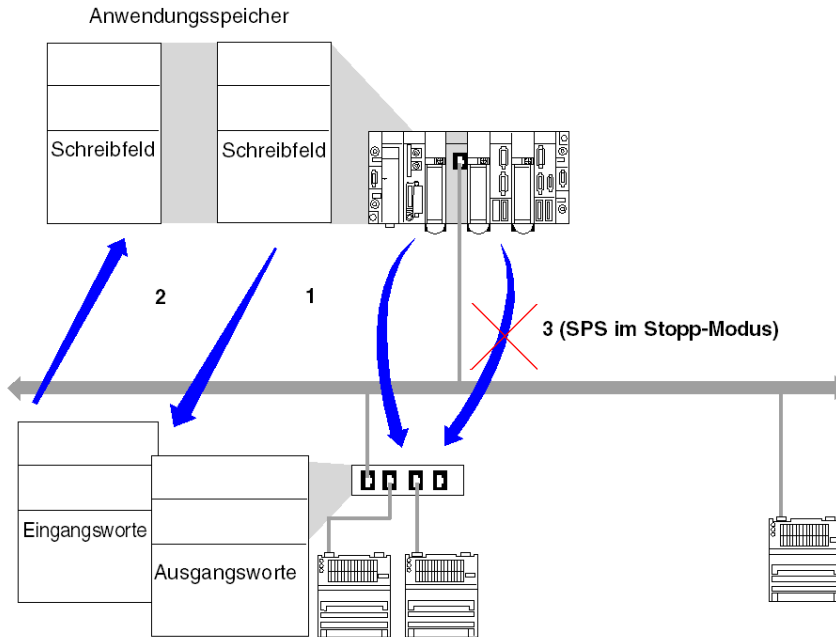 Anwendungsspeicher
Schreibfeld
Schreibfeld
2
1
3 (SPS im Stopp-Modus)
Eingangsworte
Ausgangsworte